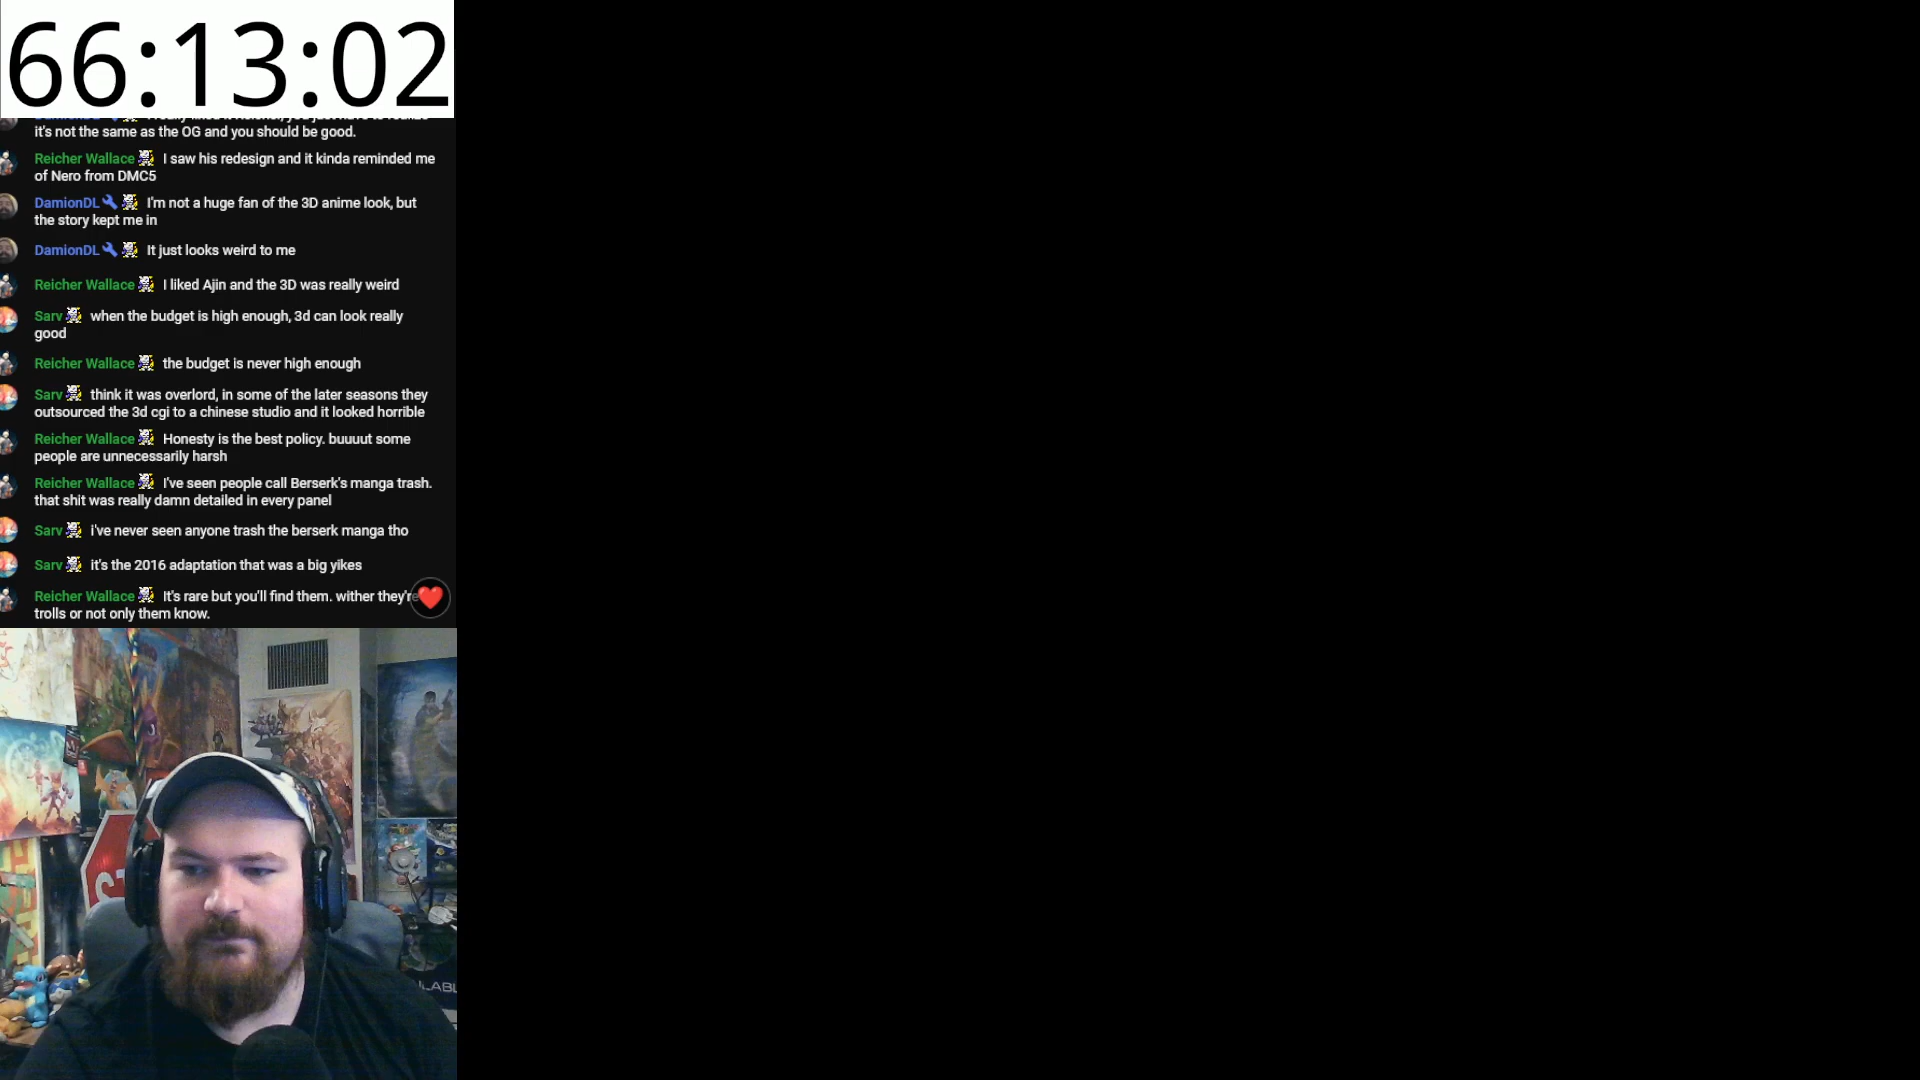 66:13:02
it's not the same as the OG and you should be good.
Reicher Wallace I saw his redesign and it kinda reminded me
of Nero from DMC5
DamionDL I'm not a huge fan of the 3D anime look, but
the story kept me in
DamionDL It just looks weird to me
Reicher Wallace I liked Ajin and the 3D was really weird
Sarv when the budget is high enough, 3d can look really
good
Reicher Wallace the budget is never high enough
Sarv think it was overlord, in some of the later seasons they
outsourced the 3d cgi to a chinese studio and it looked horrible
Reicher Wallace Honesty is the best policy. buuuut some
people are unnecessarily harsh
Reicher Wallace I've seen people call Berserk's manga trash.
that shit was really damn detailed in every panel
Sarv i've never seen anyone trash the berserk manga tho
Sarv it's the 2016 adaptation that was a big yikes
Reicher Wallace It's rare but you'll find them. wither they're
trolls or not only them know.